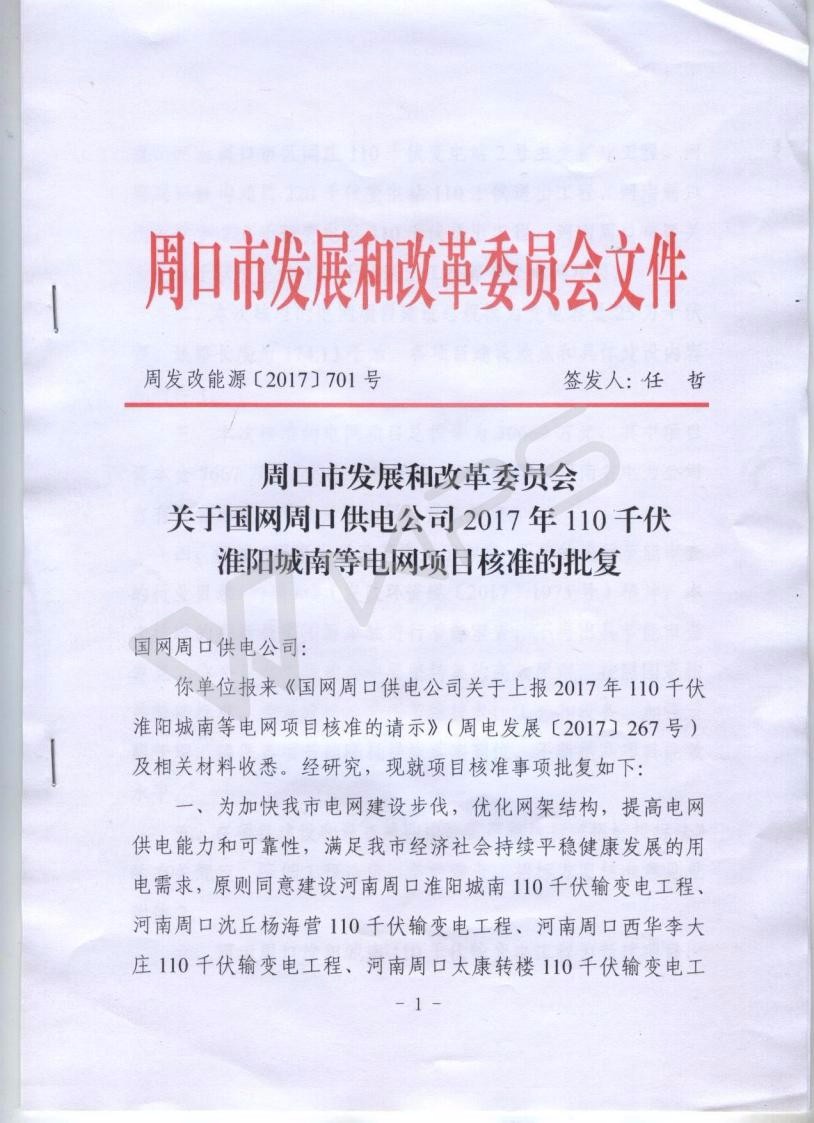 周口市发展和改革委员会文件
周发改能源〔2017〕701号 签发人：任 哲
周口市发展和改革委员会
关于国网周口供电公司2017年110千伏
淮阳城南等电网项目核准的批复
国网周口供电公司：
你单位报来《国网周口供电公司关于上报2017年110千伏
淮阳城南等电网项目核准的请示》（周电发展〔2017〕267号）
及相关材料收悉。经研究，现就项目核准事项批复如下：
一、为加快我市电网建设步伐，优化网架结构，提高电网
供电能力和可靠性，满足我市经济社会持续平稳健康发展的用
电需求，原则同意建设河南周口淮阳城南110千伏输变电工程、
河南周口沈丘杨海营110千伏输变电工程、河南周口西华李大
庄110千伏输变电工程、河南周口太康转楼110千伏输变电工
- 1 -
WPS